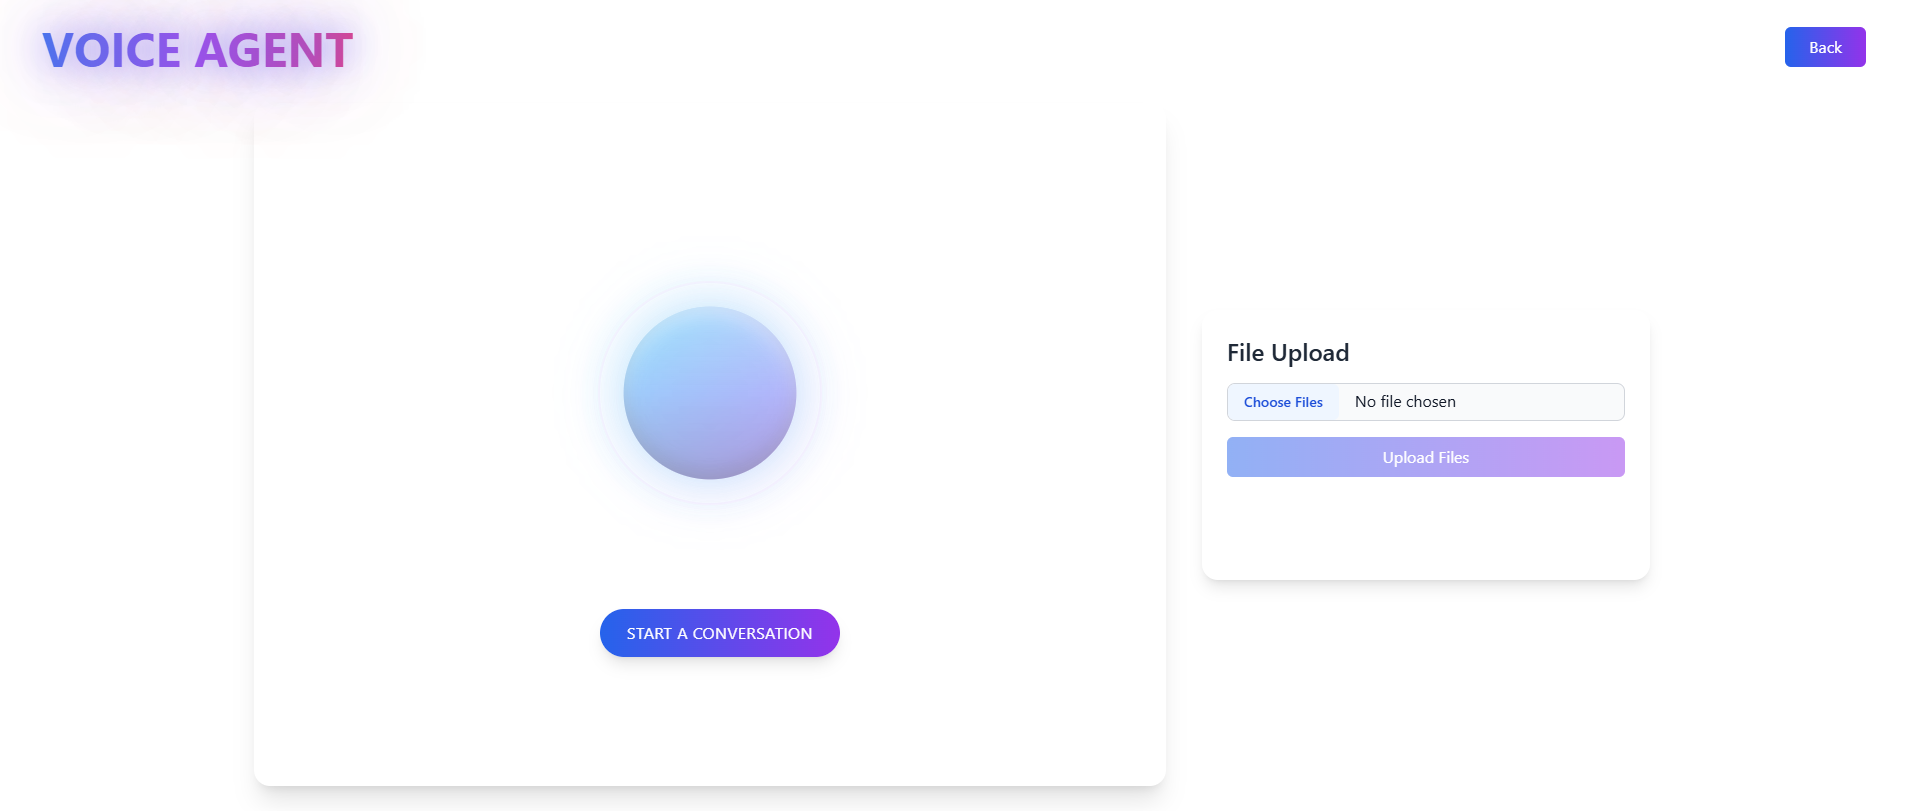 VOICE AGENT
Back
File Upload
Choose Files No file chosen
Upload Files
START A CONVERSATION